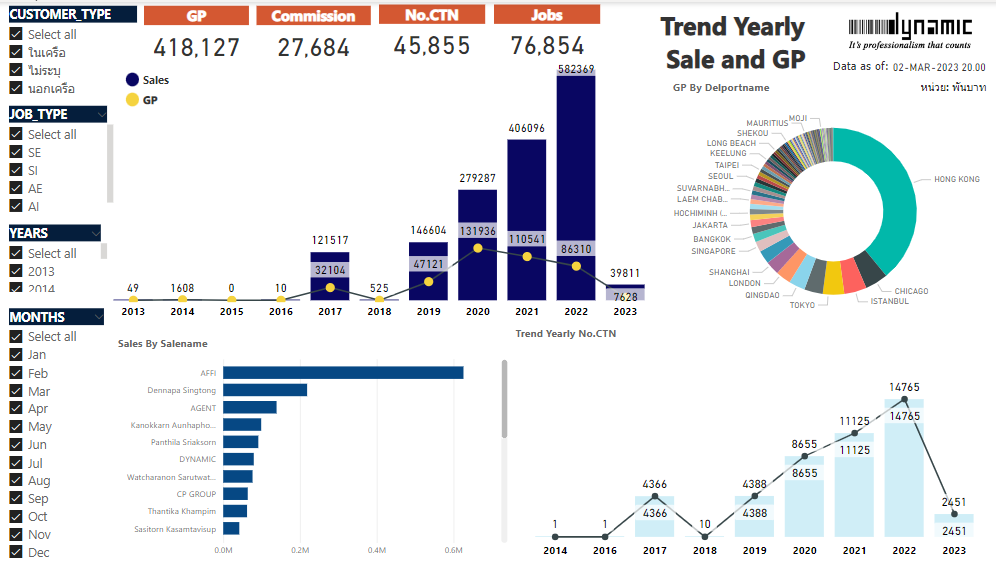 CUSTOMER_TYPE
Select all
ในเครือ
ไม่ระบุ
นอกเครือ
JOB_TYPE
Select all
SE
SI
AE
AI
YEARS
Select all
2013
2014
MONTHS
Select all
Jan
Feb
Mar
Apr
May
Jun
Jul
Aug
Sep
Oct
Nov
Dec
GP
418,127
Commission
27,684
No.CTN
45,855
Jobs
76,854
Trend Yearly
Sale and GP
dynamic
It's professionalism that counts
Data as of: 02-MAR-2023 20.00
หน่วย: พันบาท
Sales
GP
49
1608
0
10
121517
32104
525
146604
47121
279287
131936
406096
110541
582369
86310
39811
7628
2013
2014
2015
2016
2017
2018
2019
2020
2021
2022
2023
GP By Delportname
MOJI
MAURITIUS
SHEKOU
LONG BEACH
KEELUNG
TAIPEI
SEOUL
SUVARNABH...
LAEM CHAB...
HOCHIMINH (...
JAKARTA
BANGKOK
SINGAPORE
SHANGHAI
LONDON
QINGDAO
TOKYO
ISTANBUL
CHICAGO
HONG KONG
Sales By Salename
AFFI
Dennapa Singtong
AGENT
Kanokkarn Aunhapho...
Panthila Sriaksorn
DYNAMIC
Watcharanon Sarutwat...
CP GROUP
Thantika Khampim
Sasitorn Kasamtavisup
0.0M
0.2M
0.4M
0.6M
Trend Yearly No.CTN
1
1
4366
4366
10
4388
4388
8655
8655
11125
11125
14765
14765
2451
2451
2014
2016
2017
2018
2019
2020
2021
2022
2023